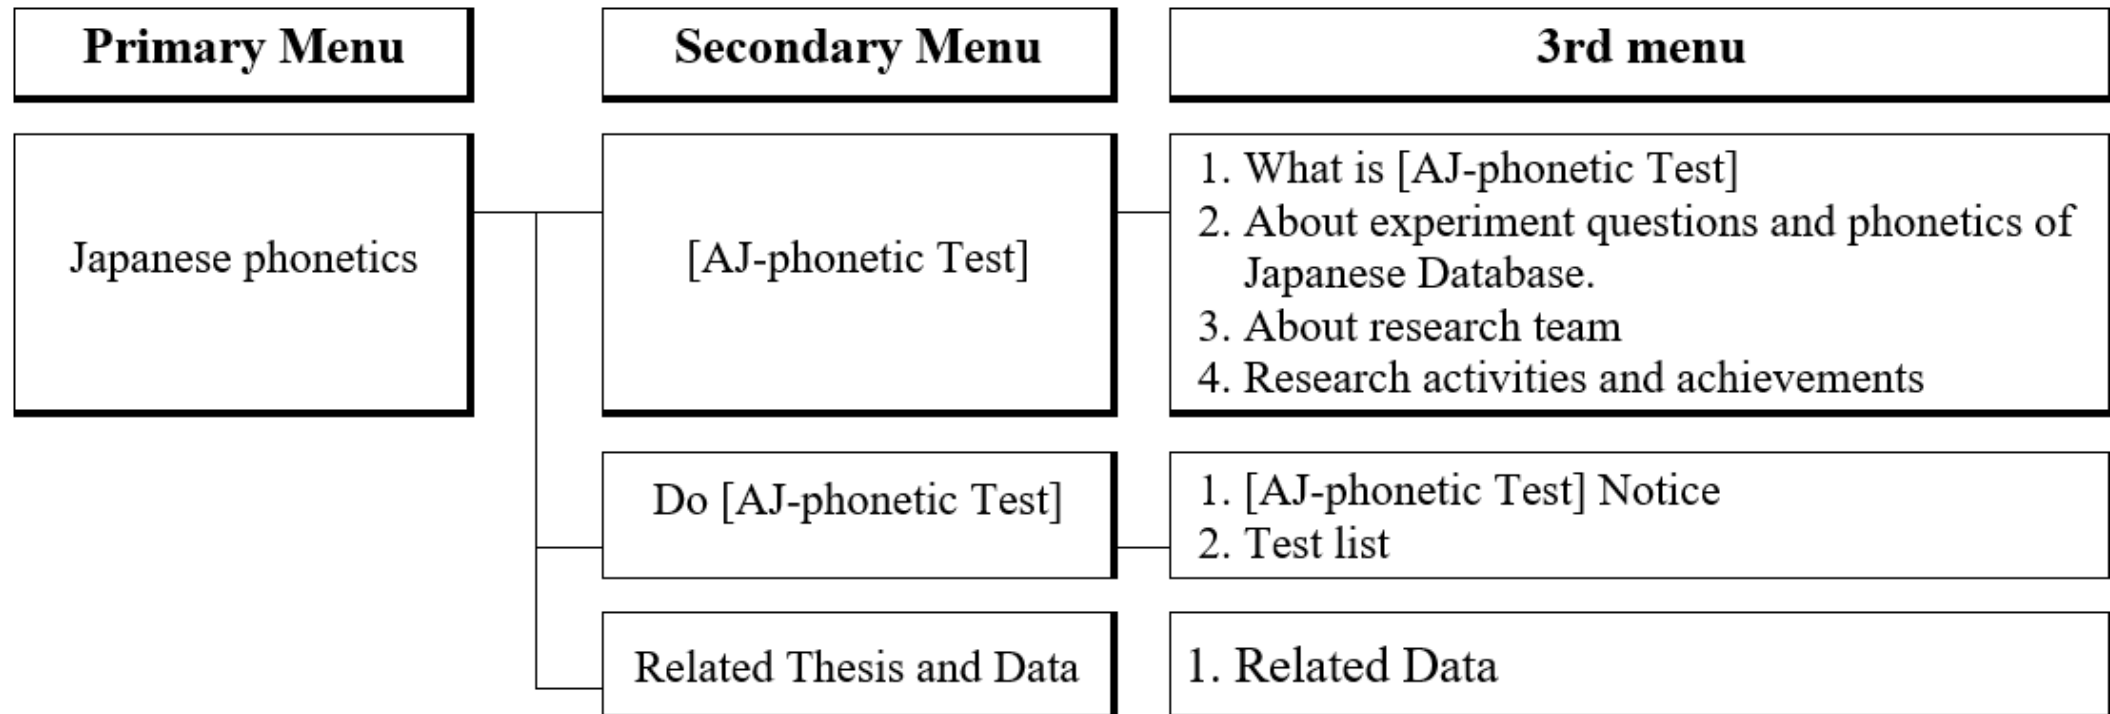 Primary Menu
Secondary Menu
3rd menu
Japanese phonetics
[AJ-phonetic Test]
1. What is [AJ-phonetic Test]
2. About experiment questions and phonetics of
Japanese Database.
3. About research team
4. Research activities and achievements
Do [AJ-phonetic Test]
1. [AJ-phonetic Test] Notice
2. Test list
Related Thesis and Data
1. Related Data